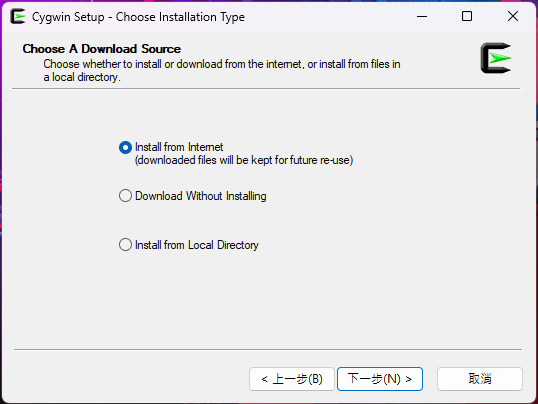 Cygwin Setup - Choose Installation Type
Choose A Download Source
Choose whether to install or download from the internet, or install from files in
a local directory.
Install from Internet
(downloaded files will be kept for future re-use)
Download Without Installing
Install from Local Directory
< 上一步(B)
下一步(N) >
取消